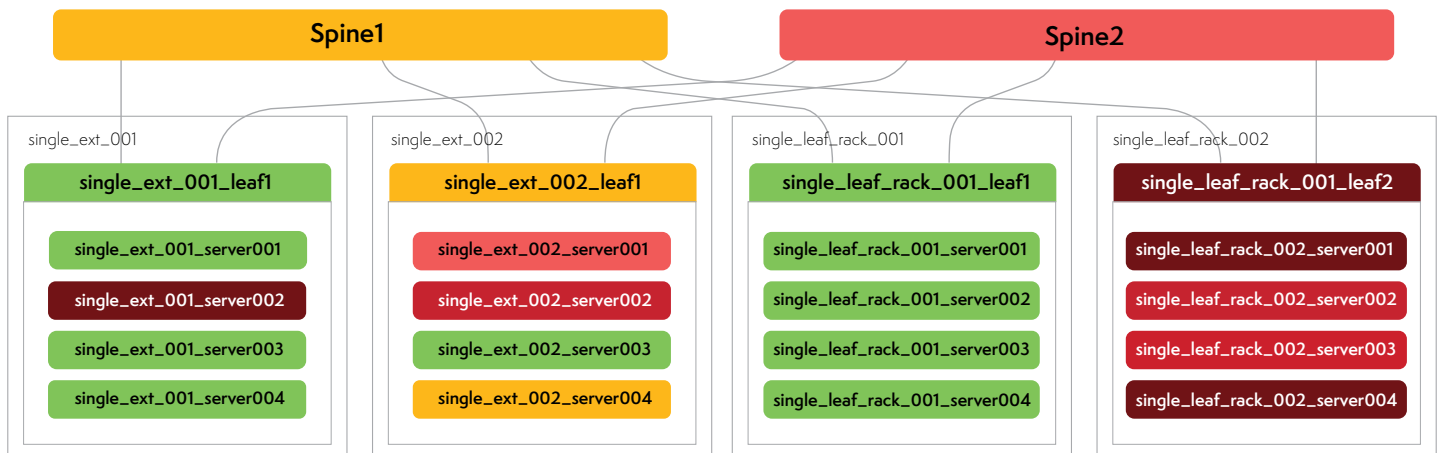 Spine1
Spine2
single_ext_001
single_ext_002
single_leaf_rack_001
single_leaf_rack_002
single_ext_001_leaf1
single_ext_002_leaf1
single_leaf_rack_001_leaf1
single_leaf_rack_001_leaf2
single_ext_001_server001
single_ext_001_server002
single_ext_001_server003
single_ext_001_server004
single_ext_002_server001
single_ext_002_server002
single_ext_002_server003
single_ext_002_server004
single_leaf_rack_001_server001
single_leaf_rack_001_server002
single_leaf_rack_001_server003
single_leaf_rack_001_server004
single_leaf_rack_002_server001
single_leaf_rack_002_server002
single_leaf_rack_002_server003
single_leaf_rack_002_server004